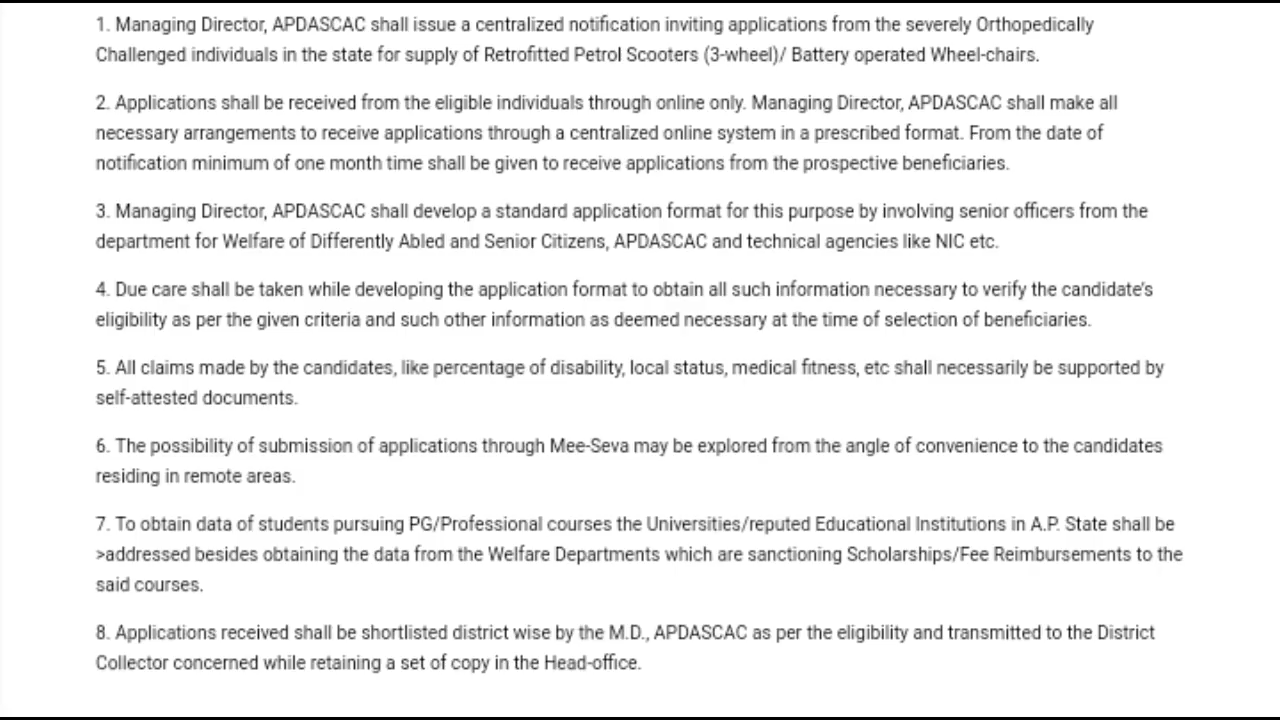 1. Managing Director, APDASCAC shall issue a centralized notification inviting applications from the severely Orthopedically
Challenged individuals in the state for supply of Retrofitted Petrol Scooters (3-wheel)/ Battery operated Wheel-chairs.
2. Applications shall be received from the eligible individuals through online only. Managing Director, APDASCAC shall make all
necessary arrangements to receive applications through a centralized online system in a prescribed format. From the date of
notification minimum of one month time shall be given to receive applications from the prospective beneficiaries.
3. Managing Director, APDASCAC shall develop a standard application format for this purpose by involving senior officers from the
department for Welfare of Differently Abled and Senior Citizens, APDASCAC and technical agencies like NIC etc.
4. Due care shall be taken while developing the application format to obtain all such information necessary to verify the candidate's
eligibility as per the given criteria and such other information as deemed necessary at the time of selection of beneficiaries.
5. All claims made by the candidates, like percentage of disability, local status, medical fitness, etc shall necessarily be supported by
self-attested documents.
6. The possibility of submission of applications through Mee-Seva may be explored from the angle of convenience to the candidates
residing in remote areas.
7. To obtain data of students pursuing PG/Professional courses the Universities/reputed Educational Institutions in A.P. State shall be
>addressed besides obtaining the data from the Welfare Departments which are sanctioning Scholarships/Fee Reimbursements to the
said courses.
8. Applications received shall be shortlisted district wise by the M.D., APDASCAC as per the eligibility and transmitted to the District
Collector concerned while retaining a set of copy in the Head-office.